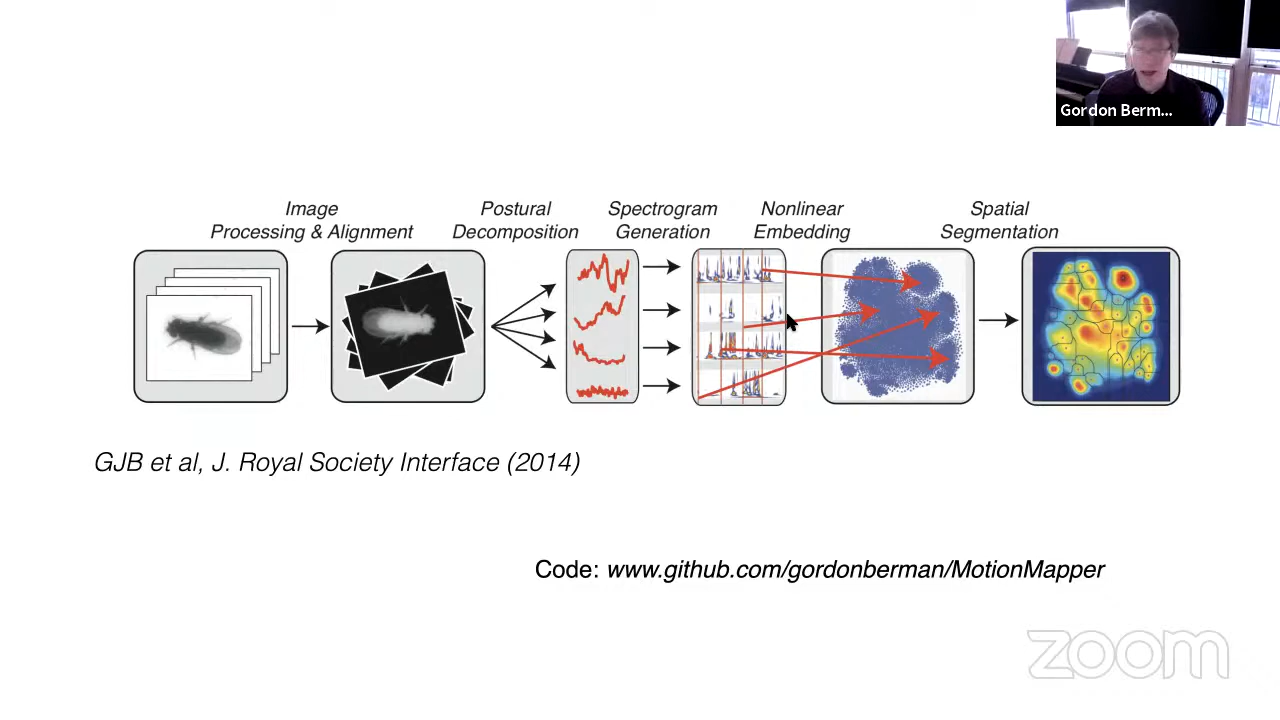 Gordon Berm...
Image
Processing & Alignment
Postural
Decomposition
Spectrogram
Generation
Nonlinear
Embedding
Spatial
Segmentation
GJB et al, J. Royal Society Interface (2014)
Code: www.github.com/gordonberman/MotionMapper
zoom